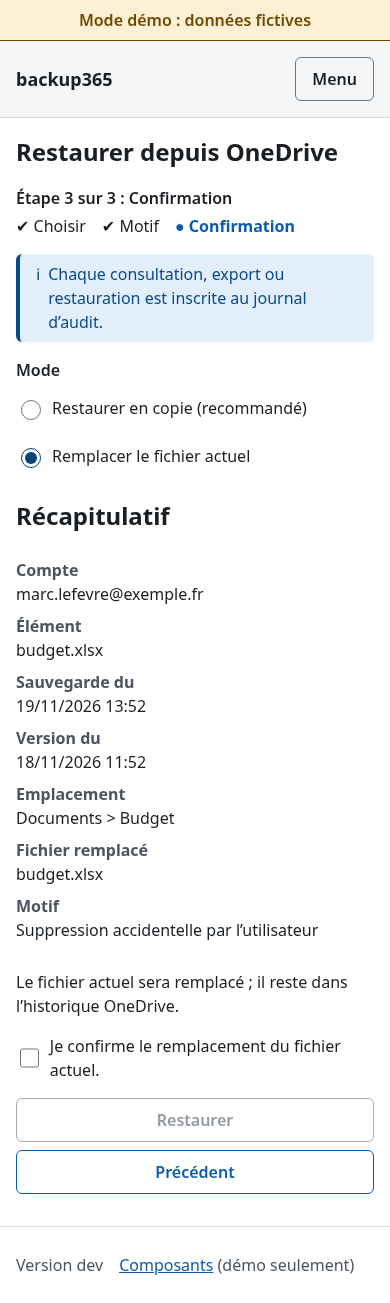 Mode démo : données fictives
backup365
Menu
Restaurer depuis OneDrive
Étape 3 sur 3 : Confirmation
✔ Choisir ✔ Motif ● Confirmation
i Chaque consultation, export ou
restauration est inscrite au journal
d’audit.
Mode
Restaurer en copie (recommandé)
Remplacer le fichier actuel
Récapitulatif
Compte
marc.lefevre@exemple.fr
Élément
budget.xlsx
Sauvegarde du
19/11/2026 13:52
Version du
18/11/2026 11:52
Emplacement
Documents > Budget
Fichier remplacé
budget.xlsx
Motif
Suppression accidentelle par l’utilisateur
Le fichier actuel sera remplacé ; il reste dans
l’historique OneDrive.
Je confirme le remplacement du fichier
actuel.
Restaurer
Précédent
Version dev Composants (démo seulement)